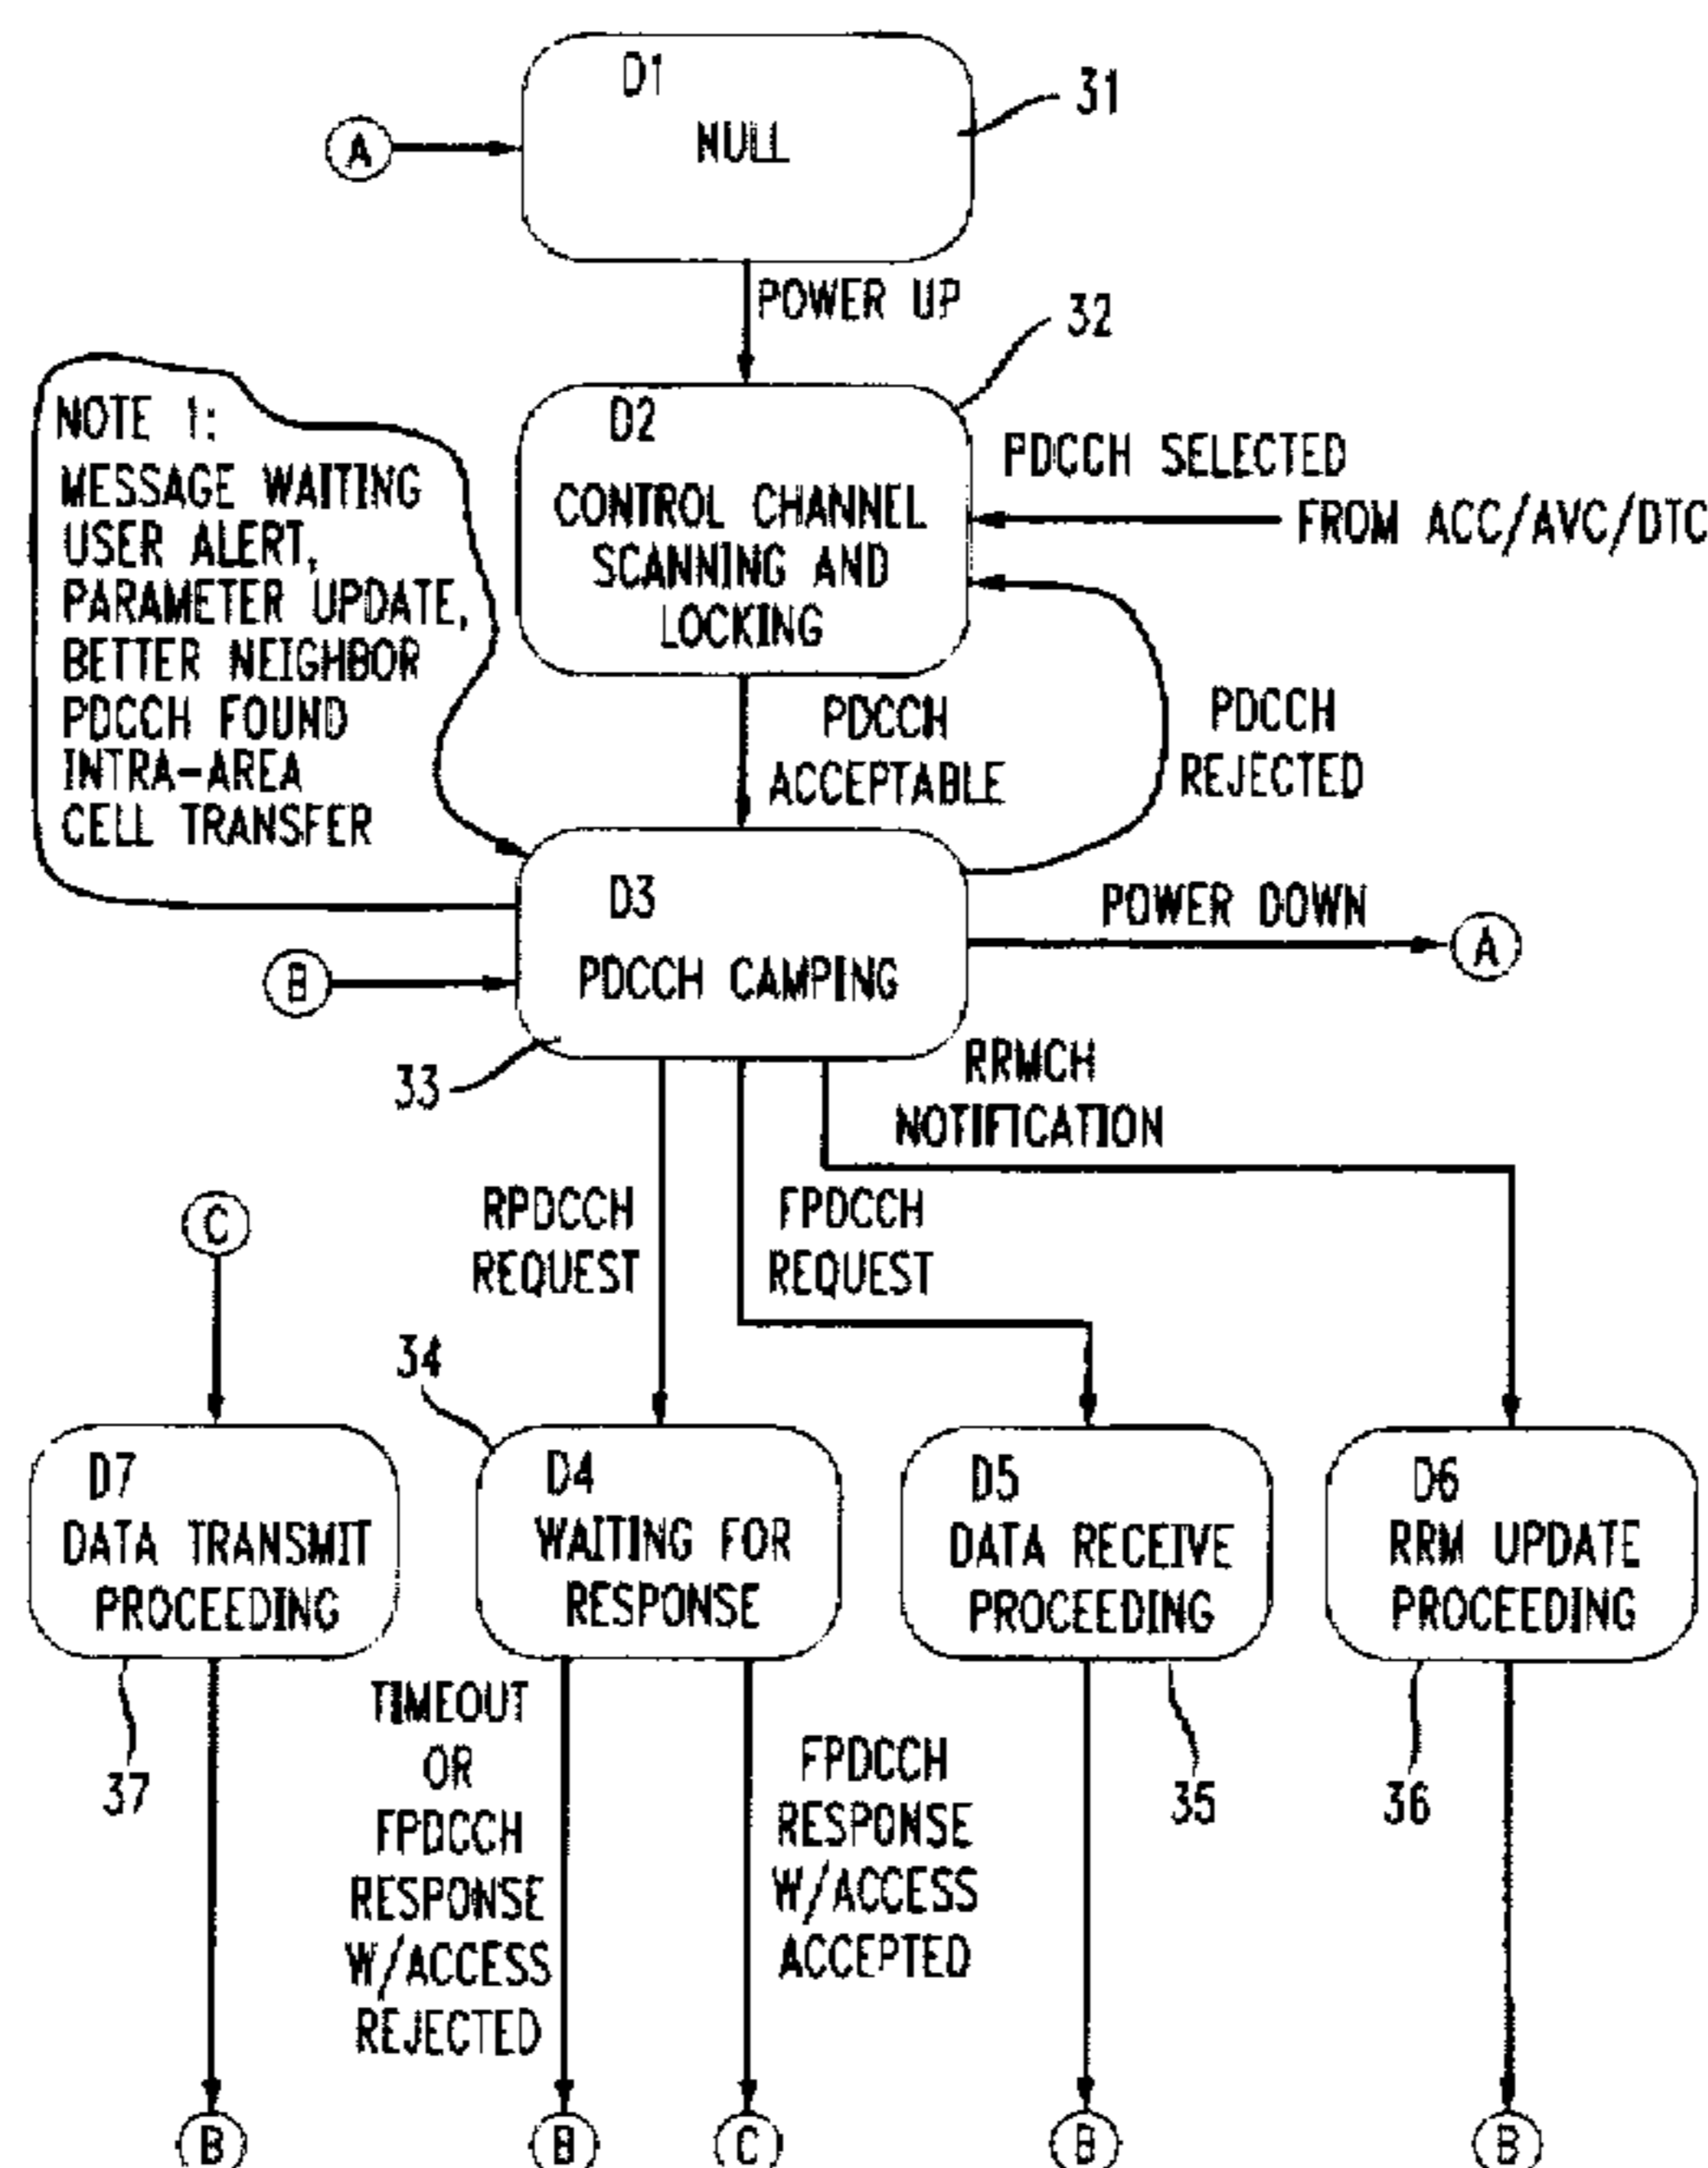 D1
NULL
31
A
POWER UP
32
NOTE 1:
MESSAGE WAITING
USER ALERT,
PARAMETER UPDATE,
BETTER NEIGHBOR
PDCCH FOUND
INTRA-AREA
CELL TRANSFER
D2
CONTROL CHANNEL
SCANNING AND
LOCKING
PDCCH SELECTED
FROM ACC/AVC/DTC
PDCCH
ACCEPTABLE
PDCCH
REJECTED
D3
PDCCH CAMPING
POWER DOWN
A
B
33
RRMCH
NOTIFICATION
C
RPDCCH
REQUEST
FPDCCH
REQUEST
34
D7
DATA TRANSMIT
PROCEEDING
D4
WAITING FOR
RESPONSE
D5
DATA RECEIVE
PROCEEDING
D6
RRM UPDATE
PROCEEDING
37
TIMEOUT
OR
FPDCCH
RESPONSE
W/ACCESS
REJECTED
FPDCCH
RESPONSE
W/ACCESS
ACCEPTED
35
36
B
B
C
B
B